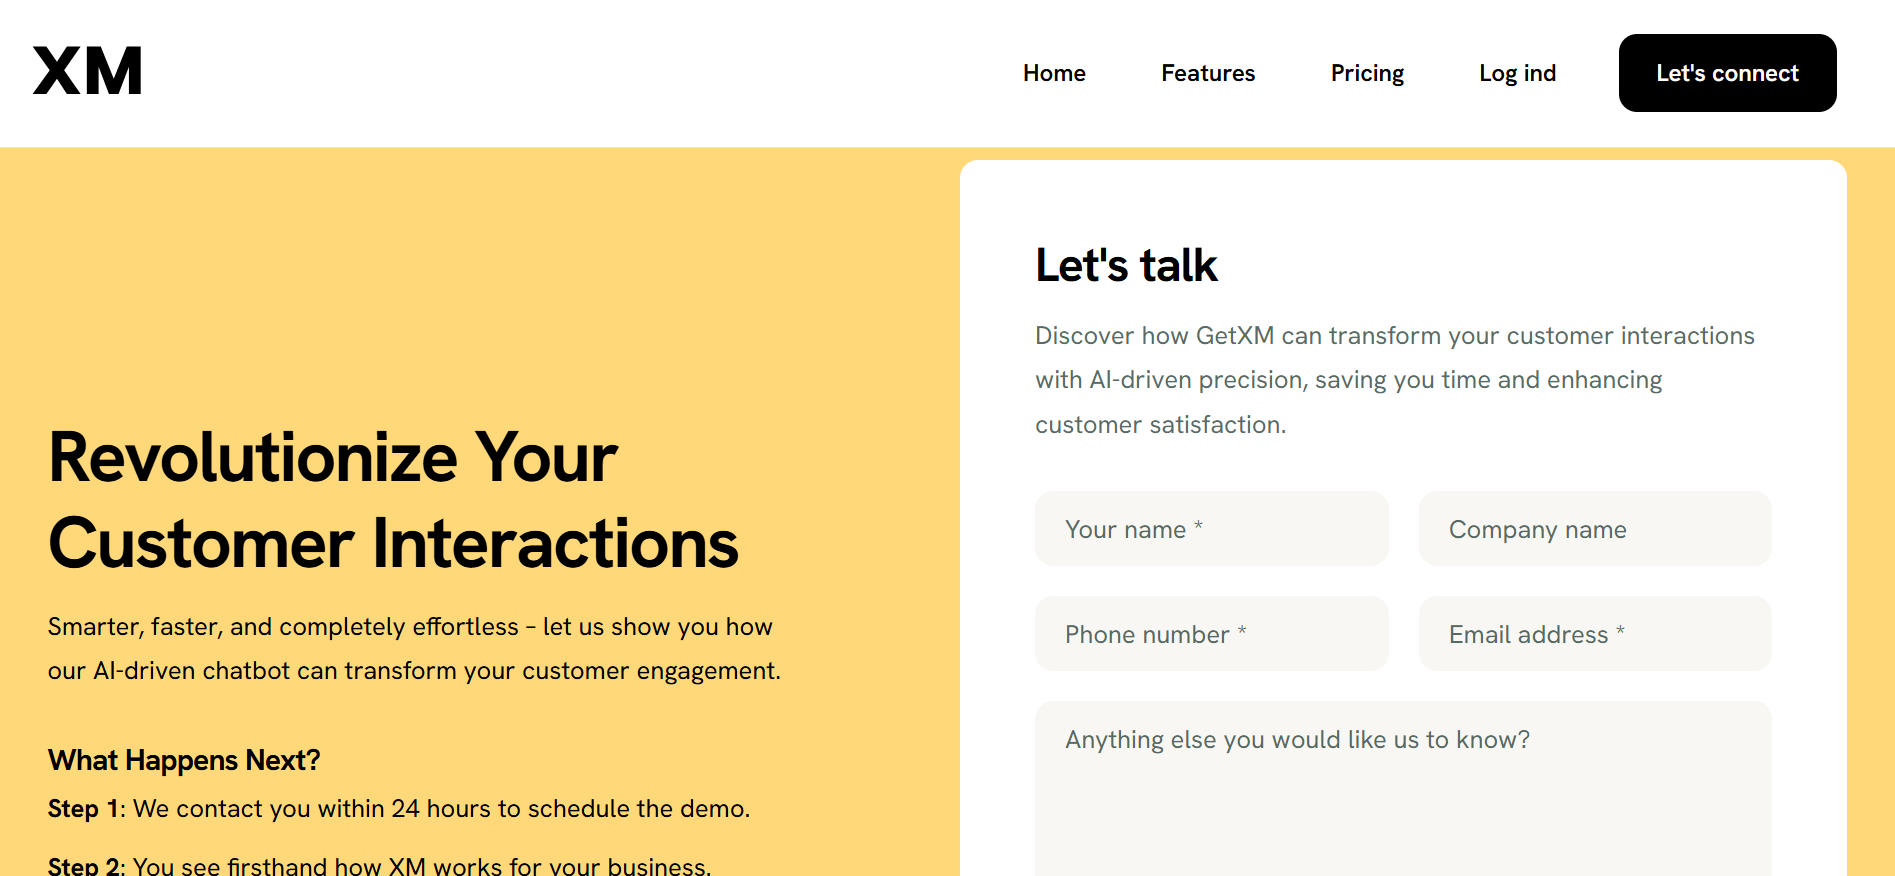 XM
Home
Features
Pricing
Log ind
Let's connect
Revolutionize Your
Customer Interactions
Smarter, faster, and completely effortless – let us show you how
our AI-driven chatbot can transform your customer engagement.
What Happens Next?
Step 1: We contact you within 24 hours to schedule the demo.
Step 2: You see firsthand how XM works for your business.
Let's talk
Discover how GetXM can transform your customer interactions
with AI-driven precision, saving you time and enhancing
customer satisfaction.
Your name *
Company name
Phone number *
Email address *
Anything else you would like us to know?